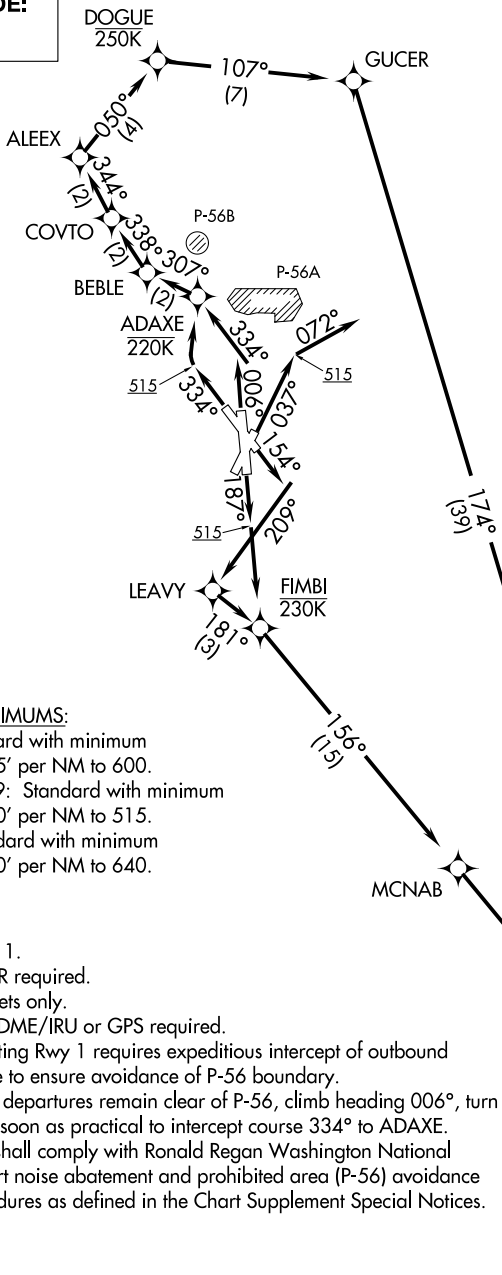 DE:
DOGUE
250K
107°
(7)
GUCER
050°
(4)
ALEEX
344°
(2)
COVTO
338°
(2)
BEBLE
307°
(2)
P-56B
P-56A
ADAXE
220K
334°
072°
515
515
334°
006°
037°
154°
187°
209°
515
174°
(39)
LEAVY
FIMBI
230K
181°
(3)
156°
(15)
MCNAB
IMUMS:
ard with minimum
5' per NM to 600.
9: Standard with minimum
0' per NM to 515.
dard with minimum
0' per NM to 640.
1.
R required.
ets only.
DME/IRU or GPS required.
ting Rwy 1 requires expeditious intercept of outbound
e to ensure avoidance of P-56 boundary.
departures remain clear of P-56, climb heading 006°, turn
soon as practical to intercept course 334° to ADAXE.
shall comply with Ronald Regan Washington National
rt noise abatement and prohibited area (P-56) avoidance
dures as defined in the Chart Supplement Special Notices.